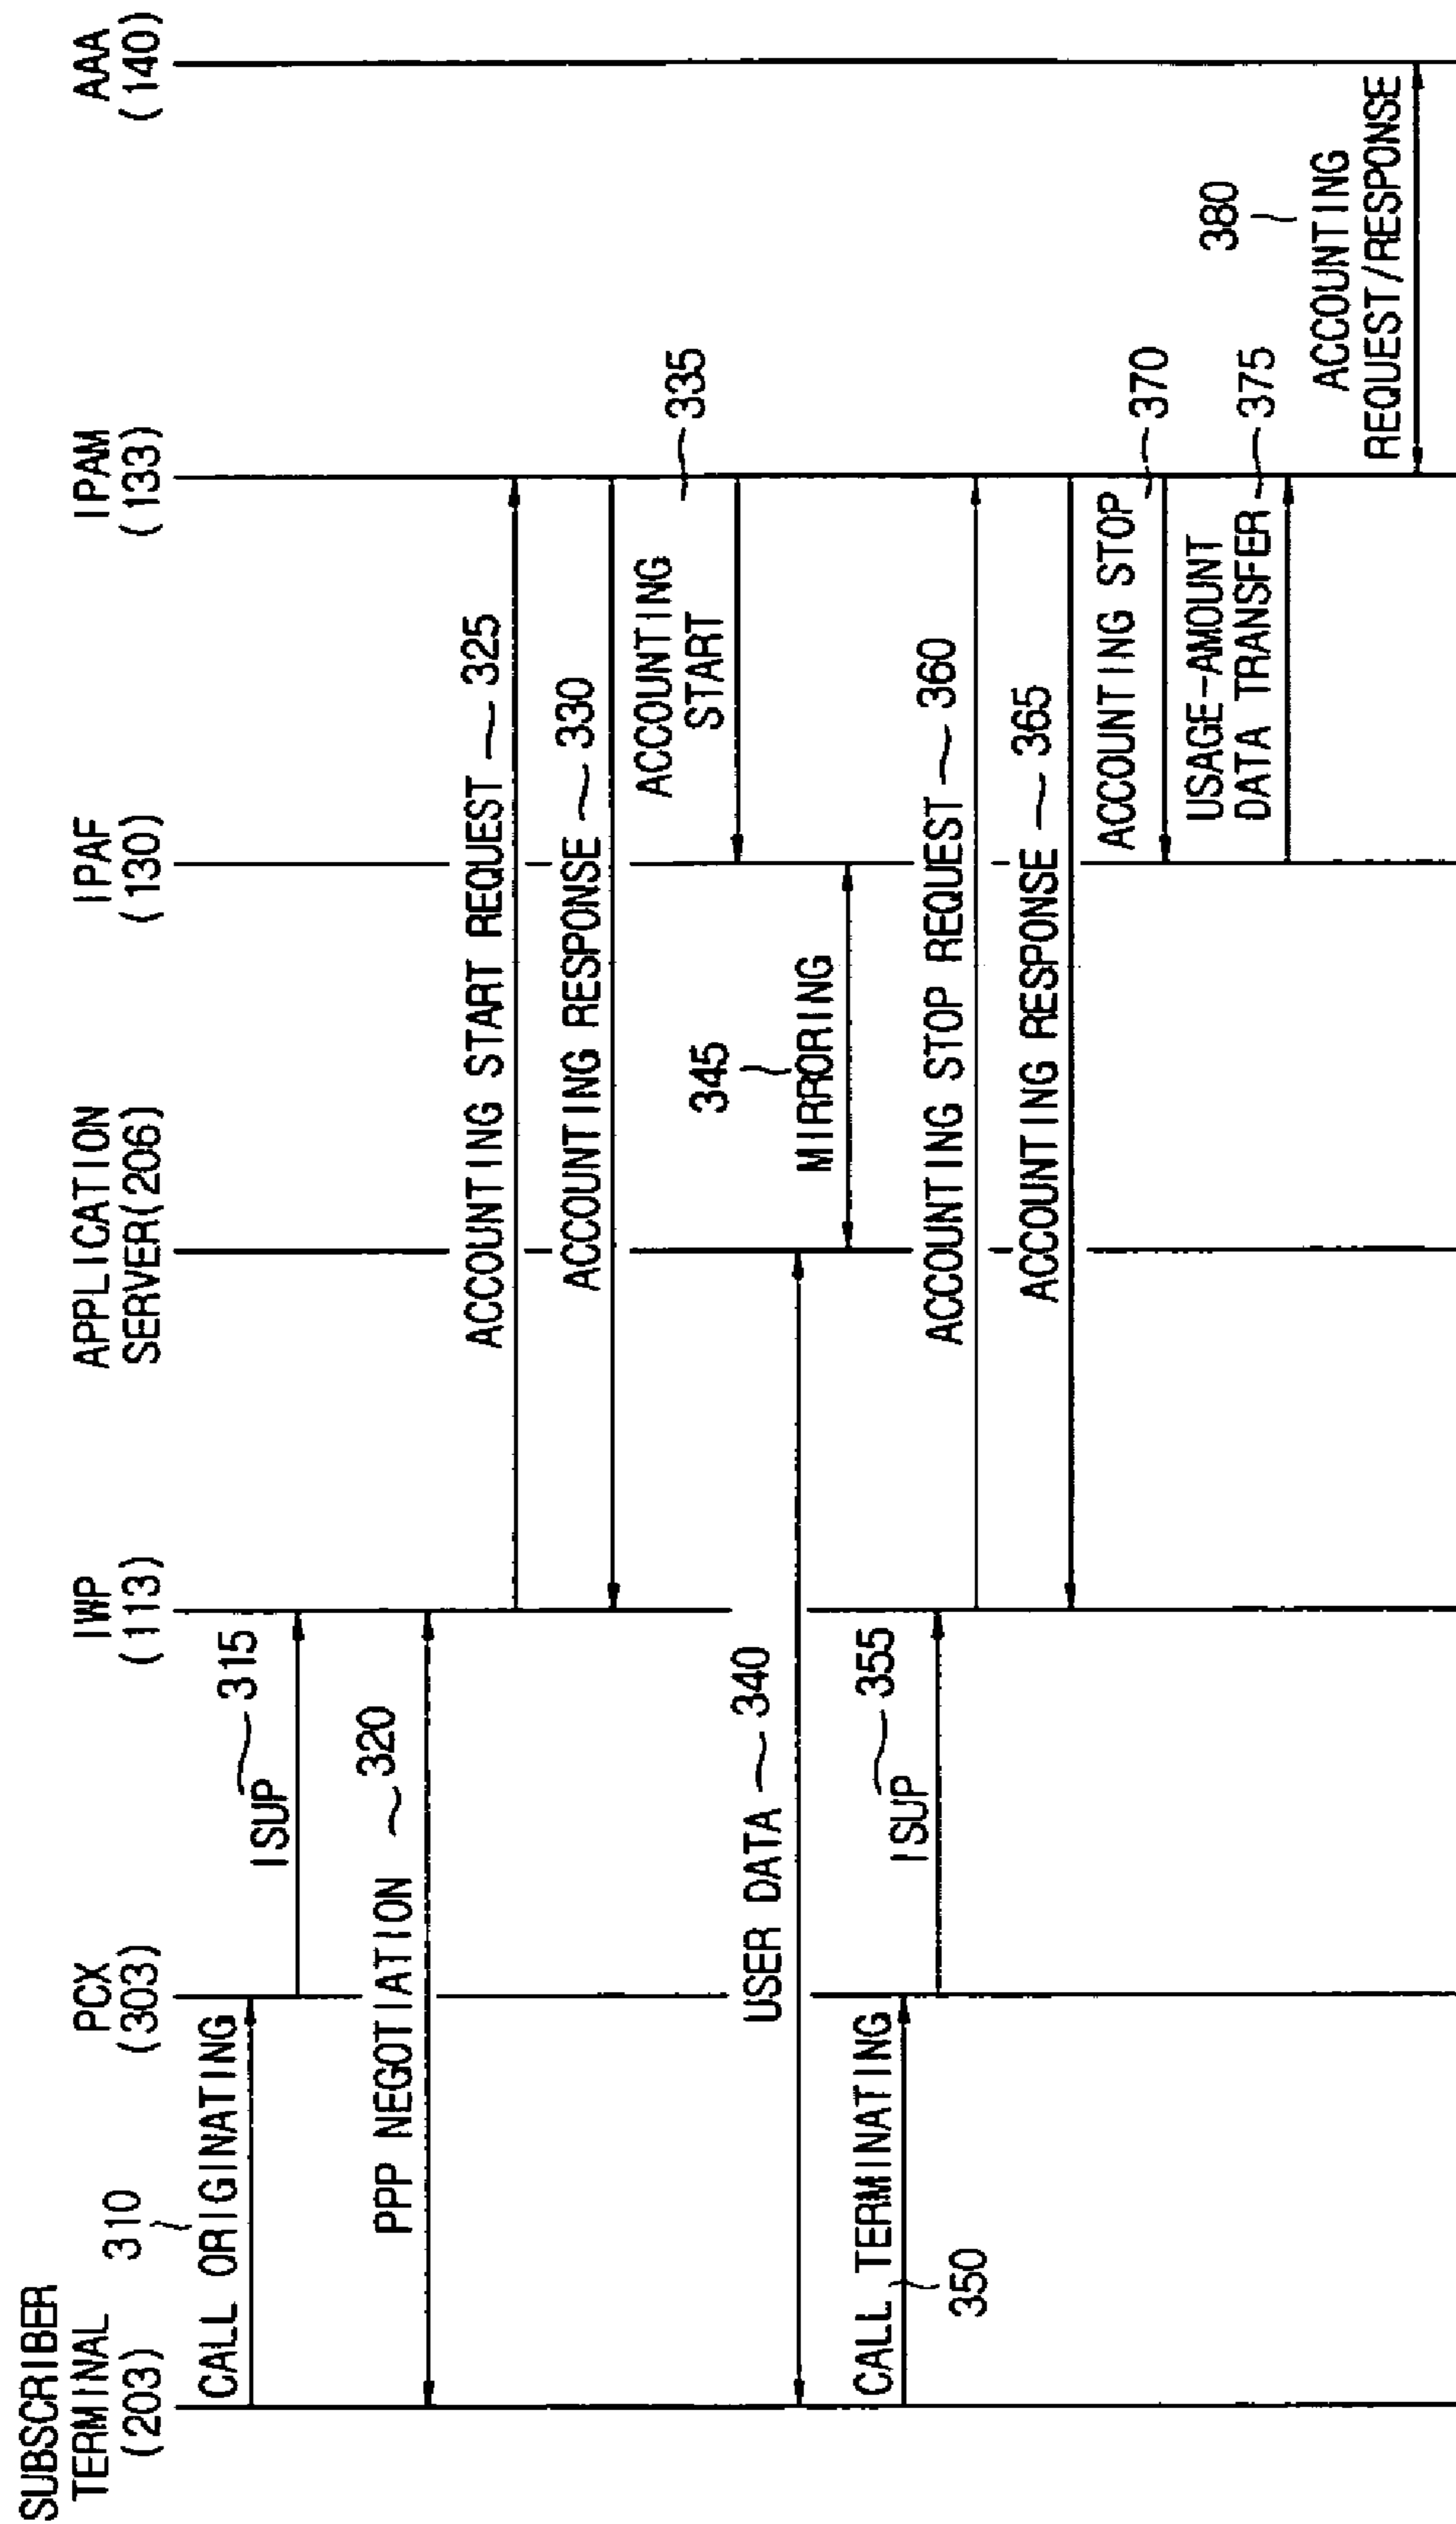 SUBSCRIBER
TERMINAL
(203)
PCX
(303)
IWP
(113)
APPLICATION
SERVER(206)
IPAF
(130)
IPAM
(133)
AAA
(140)
310
CALL ORIGINATING
315
ISUP
320
PPP NEGOTIATION
ACCOUNTING START REQUEST 325
ACCOUNTING RESPONSE 330
335
ACCOUNTING
START
USER DATA 340
345
MIRRORING
CALL TERMINATING
350
355
ISUP
ACCOUNTING STOP REQUEST 360
ACCOUNTING RESPONSE 365
ACCOUNTING STOP 370
USAGE-AMOUNT
DATA TRANSFER 375
380
ACCOUNTING
REQUEST/RESPONSE